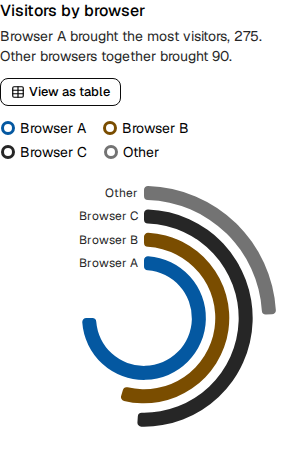 Visitors by browser
Browser A brought the most visitors, 275.
Other browsers together brought 90.
View as table
Browser A
Browser B
Browser C
Other
Other
Browser C
Browser B
Browser A